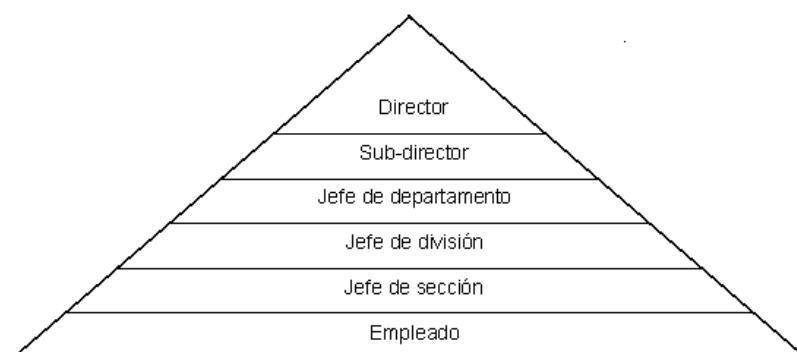 Director
Sub-director
Jefe de departamento
Jefe de división
Jefe de sección
Empleado